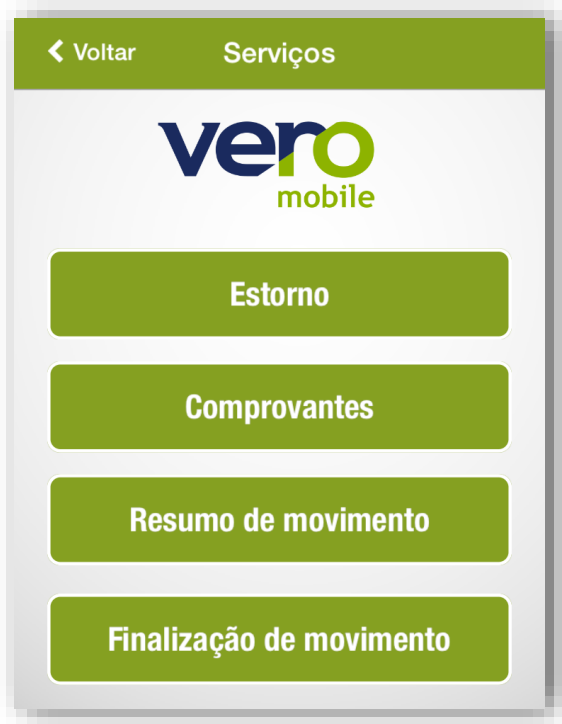 Voltar
Serviços
vero
mobile
Estorno
Comprovantes
Resumo de movimento
Finalização de movimento